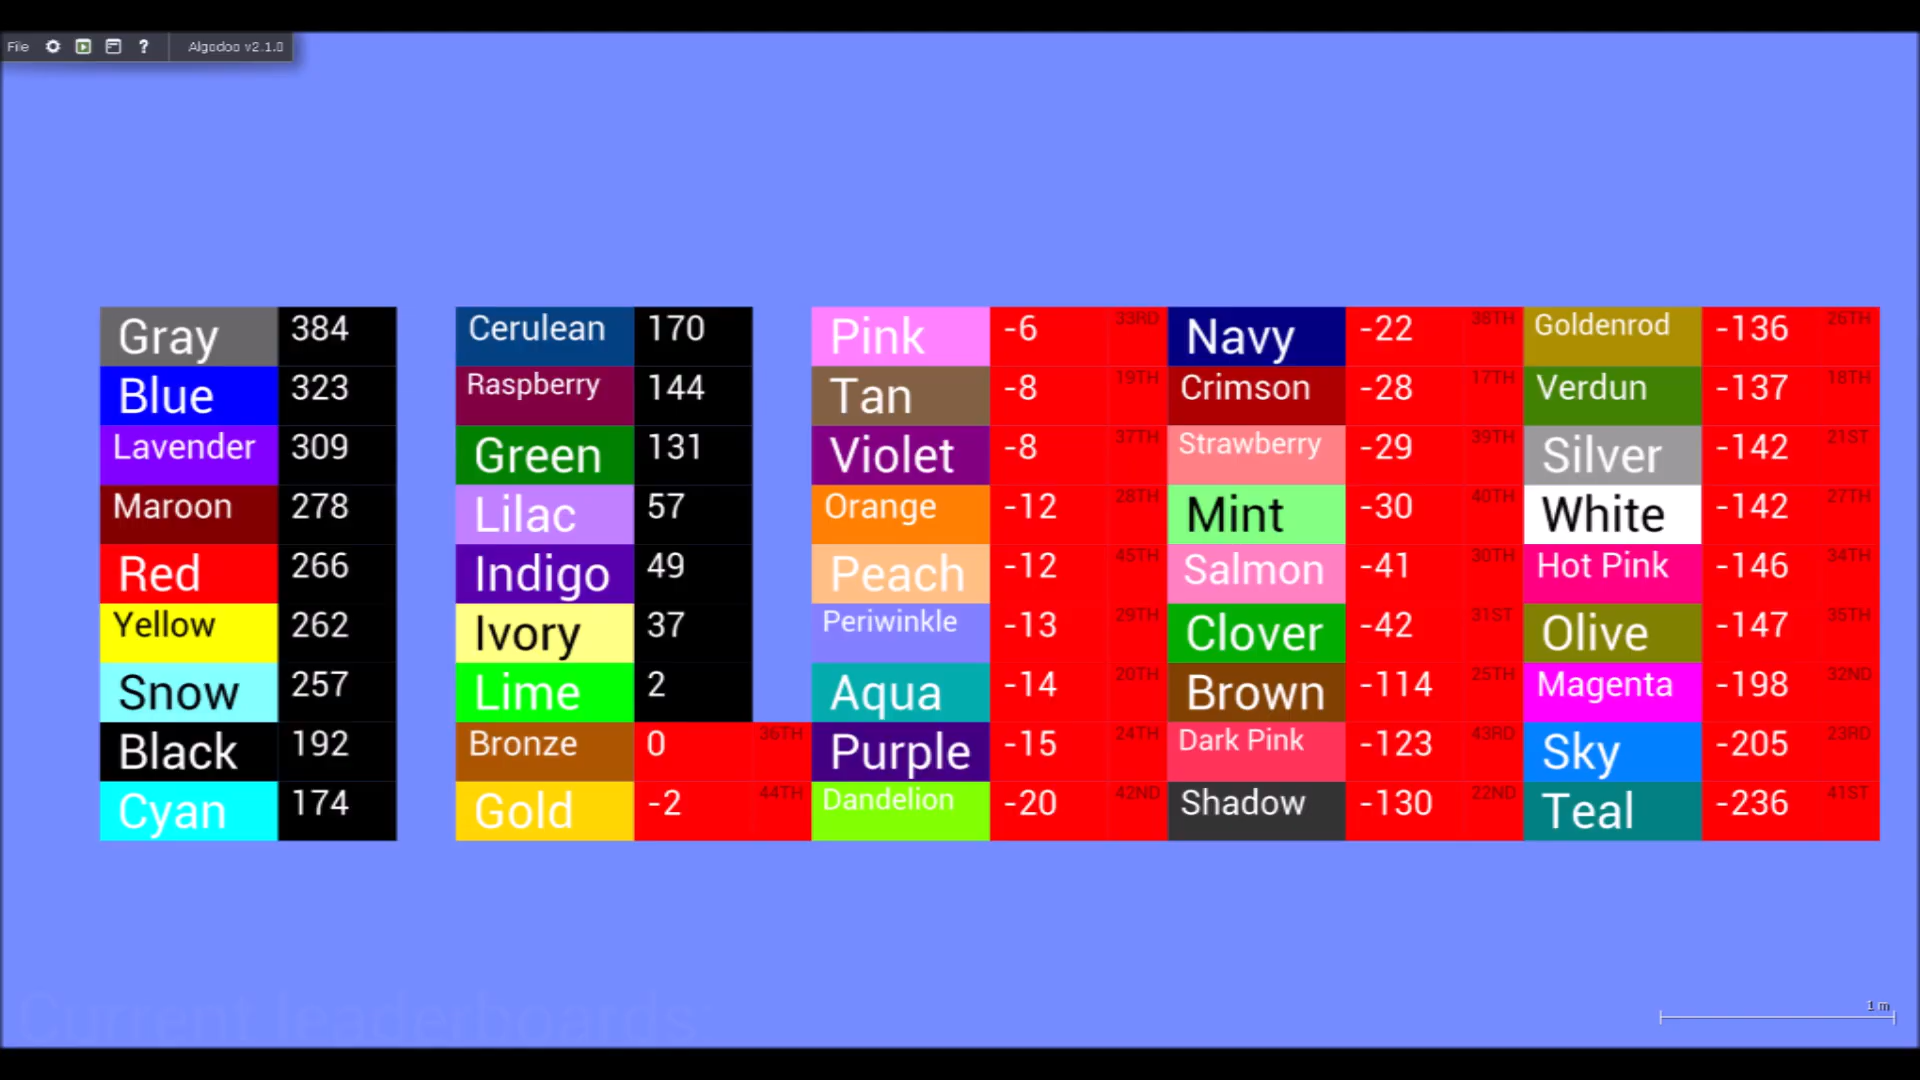 File ? Algodoo v2.1.0
Gray 384
Blue 323
Lavender 309
Maroon 278
Red 266
Yellow 262
Snow 257
Black 192
Cyan 174
Cerulean 170
Raspberry 144
Green 131
Lilac 57
Indigo 49
Ivory 37
Lime 2
Bronze 0 36TH
Gold -2 44TH
Pink -6 33RD
Tan -8 19TH
Violet -8 37TH
Orange -12 28TH
Peach -12 45TH
Periwinkle -13 29TH
Aqua -14 20TH
Purple -15 24TH
Dandelion -20 42ND
Navy -22 38TH
Crimson -28 17TH
Strawberry -29 39TH
Mint -30 40TH
Salmon -41 30TH
Clover -42 31ST
Brown -114 25TH
Dark Pink -123 43RD
Shadow -130 22ND
Goldenrod -136 26TH
Verdun -137 18TH
Silver -142 21ST
White -142 27TH
Hot Pink -146 34TH
Olive -147 35TH
Magenta -198 32ND
Sky -205 23RD
Teal -236 41ST
Current leaderboards:
1 m